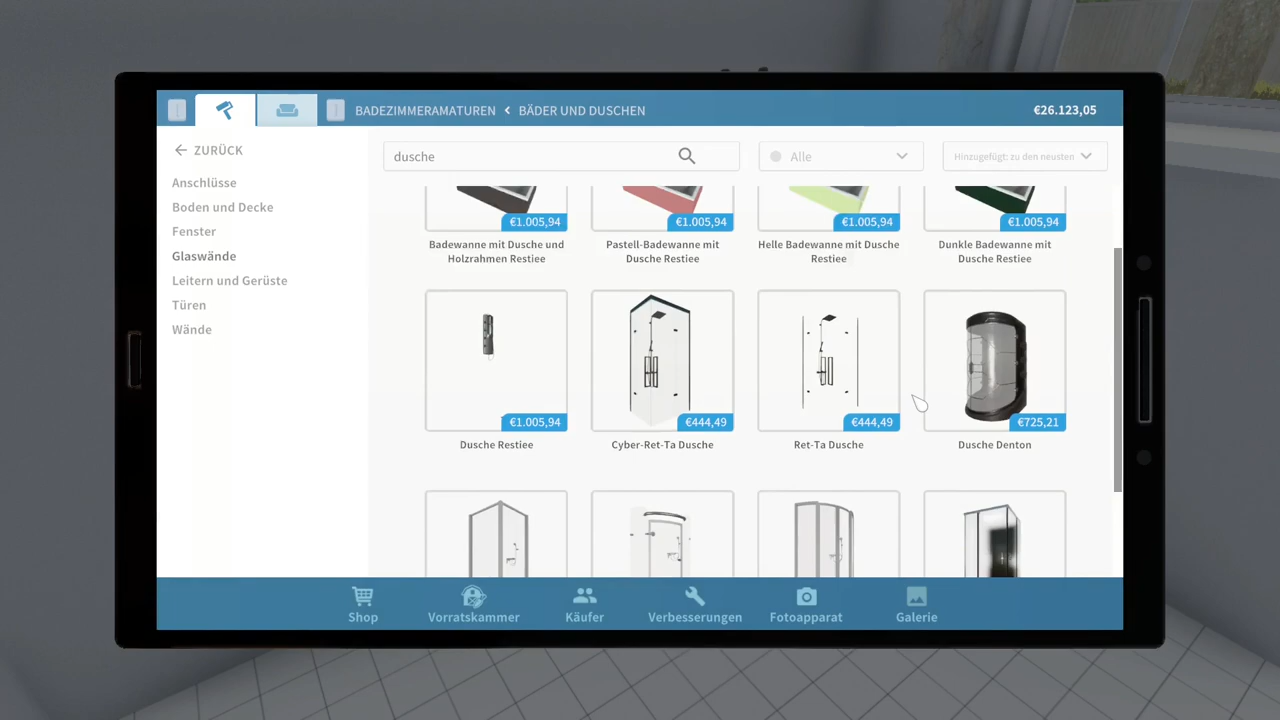 BADEZIMMERAMATUREN < BÄDER UND DUSCHEN
€26.123,05
ZURÜCK
Anschlüsse
Boden und Decke
Fenster
Glaswände
Leitern und Gerüste
Türen
Wände
dusche
Alle
Hinzugefügt: zu den neusten
€1.005,94
€1.005,94
€1.005,94
€1.005,94
Badewanne mit Dusche und
Holzrahmen Restiee
Pastell-Badewanne mit
Dusche Restiee
Helle Badewanne mit Dusche
Restiee
Dunkle Badewanne mit
Dusche Restiee
€1.005,94
€444,49
€444,49
€725,21
Dusche Restiee
Cyber-Ret-Ta Dusche
Ret-Ta Dusche
Dusche Denton
Shop
Vorratskammer
Käufer
Verbesserungen
Fotoapparat
Galerie